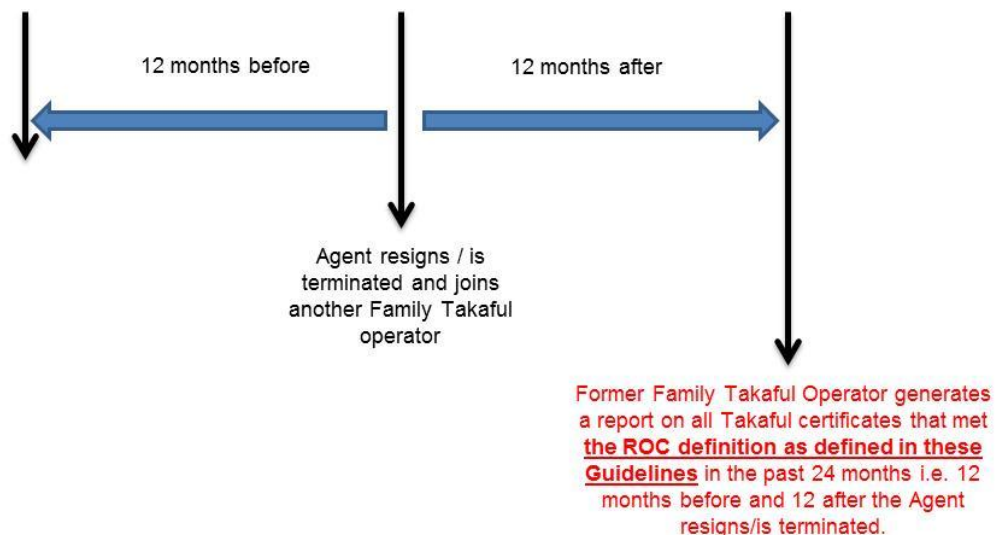 12 months before
12 months after
Agent resigns / is
terminated and joins
another Family Takaful
operator
Former Family Takaful Operator generates
a report on all Takaful certificates that met
the ROC definition as defined in these
Guidelines in the past 24 months i.e. 12
months before and 12 after the Agent
resigns/is terminated.